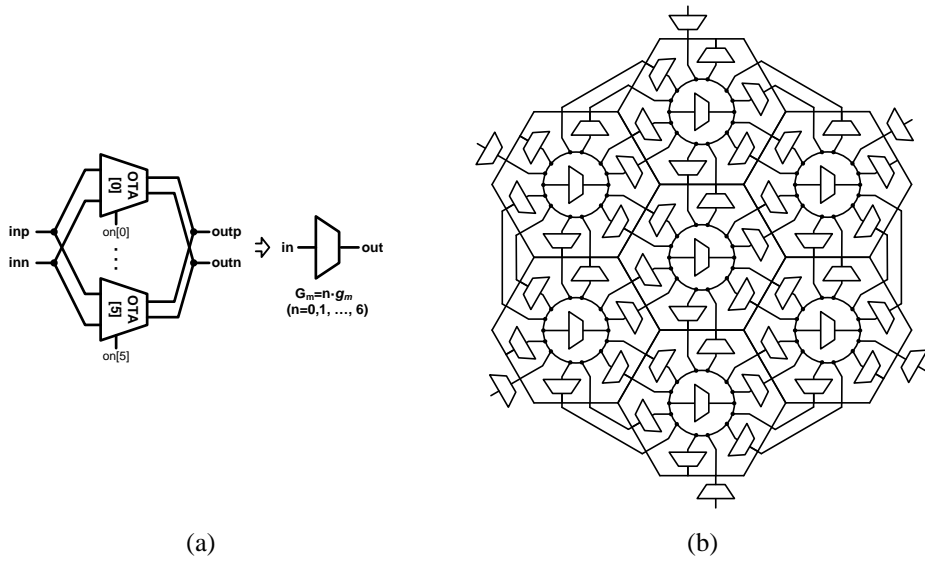 OTA
[0]
on[0]
inp
inn
outp
outn
in
out
OTA
[5]
on[5]
Gm=n·gm
(n=0,1, ..., 6)
(a)
(b)